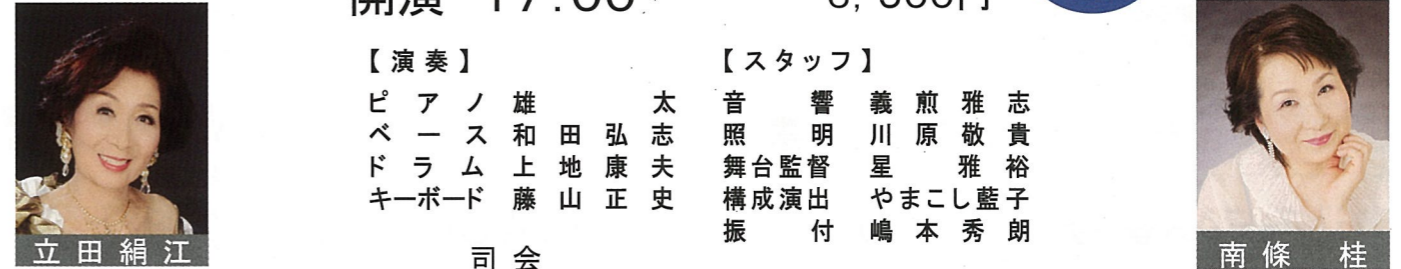 立田絹江
【演奏】
ピアノ 雄太
ベース 和田弘志
ドラム 上地康夫
キーボード 藤山正史
司会
【スタッフ】
音響 義煎雅志
照明 川原敬貴
舞台監督 星雅裕
構成演出 やまこし藍子
振付 嶋本秀朗
南條桂